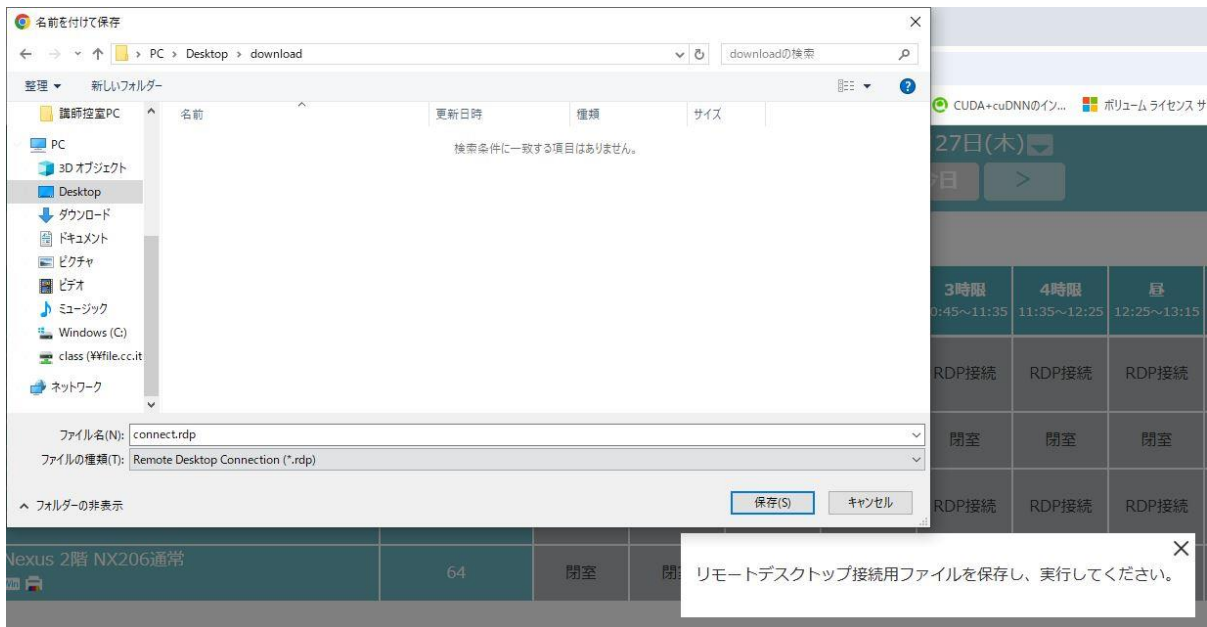 名前を付けて保存
PC › Desktop › download
downloadの検索
整理
新しいフォルダー
講師控室PC
PC
3D オブジェクト
Desktop
ダウンロード
ドキュメント
ピクチャ
ビデオ
ミュージック
Windows (C:)
class (¥¥file.cc.it
ネットワーク
名前
更新日時
種類
サイズ
検索条件に一致する項目はありません。
ファイル名(N): connect.rdp
ファイルの種類(T): Remote Desktop Connection (*.rdp)
フォルダーの非表示
保存(S)
キャンセル
CUDA+cuDNNのイン...
ボリューム ライセンス サ
27日(木)
今日
>
3時限
4時限
昼
0:45～11:35
11:35～12:25
12:25～13:15
RDP接続
RDP接続
RDP接続
閉室
閉室
閉室
RDP接続
RDP接続
RDP接続
Nexus 2階 NX206通常
Win
64
閉室
閉
リモートデスクトップ接続用ファイルを保存し、実行してください。